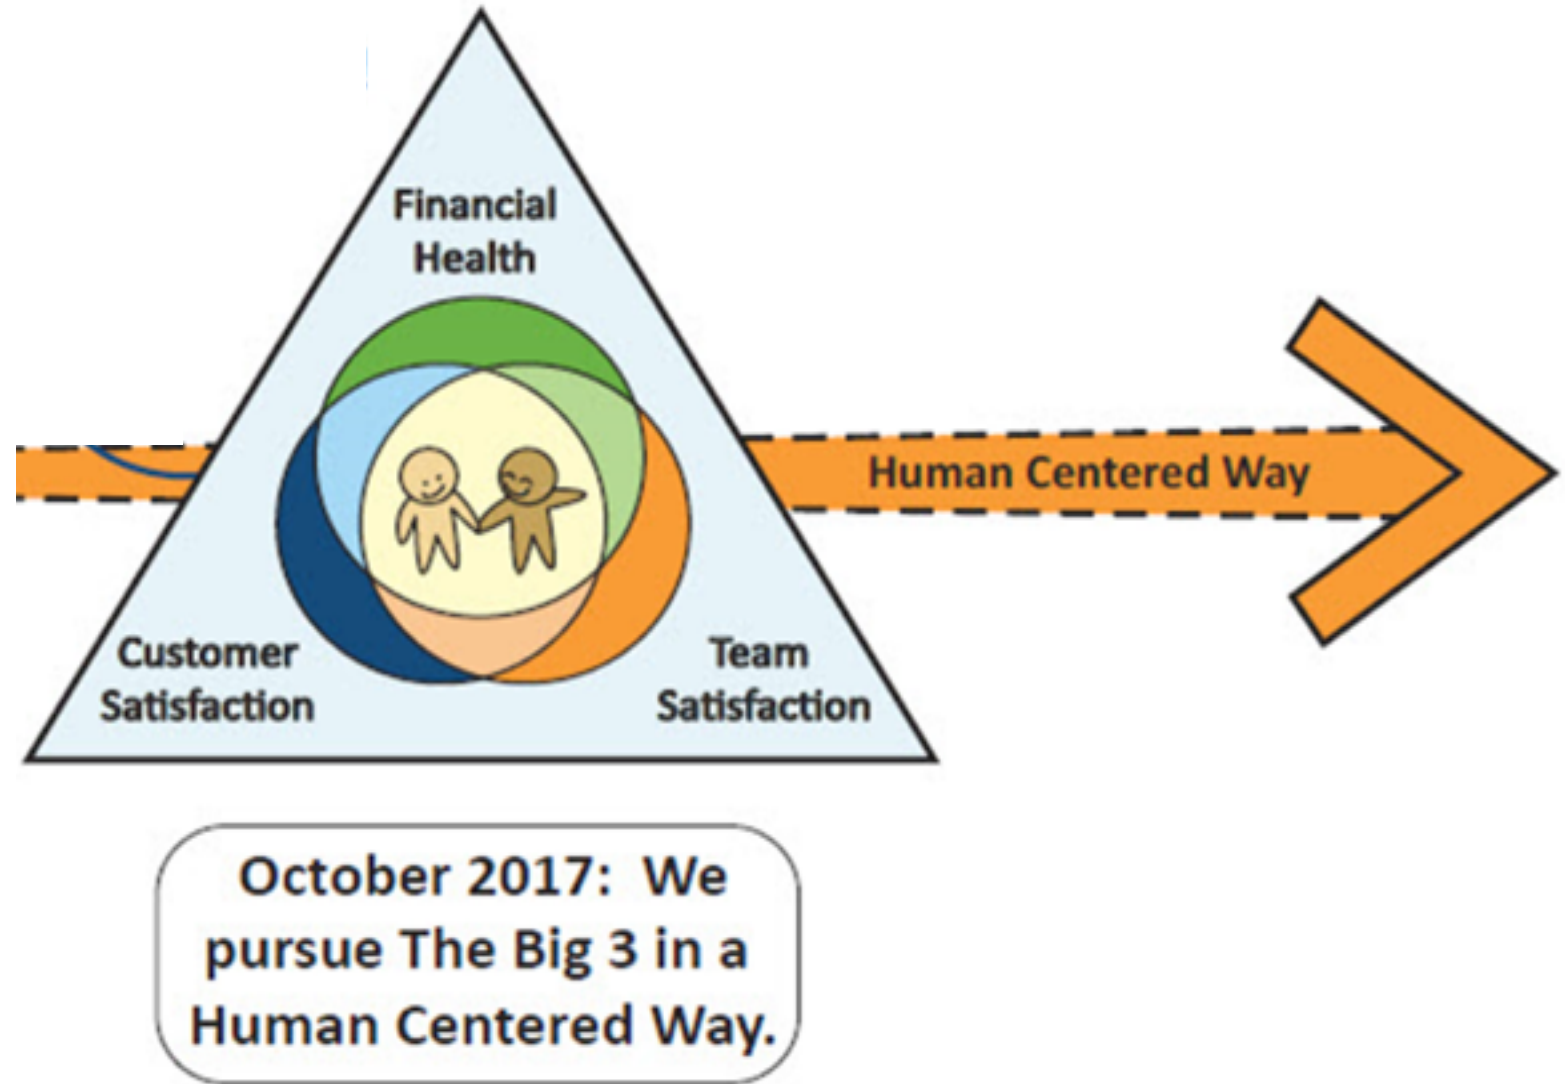 Financial
Health
Human Centered Way
Customer
Satisfaction
Team
Satisfaction
October 2017:  We
pursue The Big 3 in a
Human Centered Way.